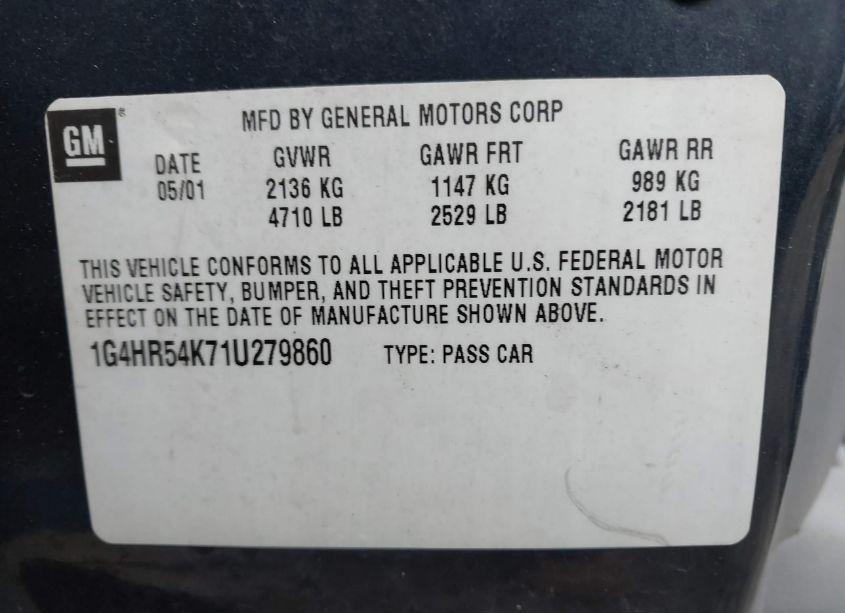 GM
MFD BY GENERAL MOTORS CORP
DATE GVWR GAWR FRT GAWR RR
05/01 2136 KG 1147 KG 989 KG
4710 LB 2529 LB 2181 LB
THIS VEHICLE CONFORMS TO ALL APPLICABLE U.S. FEDERAL MOTOR
VEHICLE SAFETY, BUMPER, AND THEFT PREVENTION STANDARDS IN
EFFECT ON THE DATE OF MANUFACTURE SHOWN ABOVE.
1G4HR54K71U279860 TYPE: PASS CAR